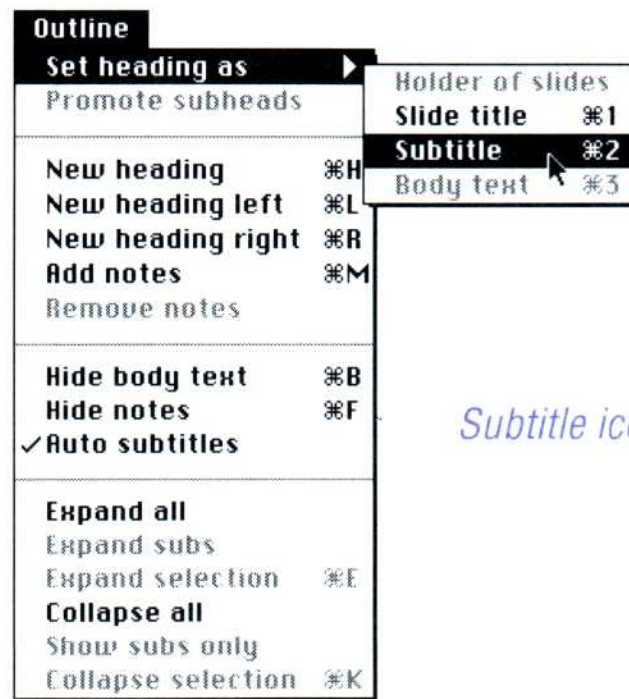 Outline
Set heading as ▶
Promote subheads
New heading ⌘H
New heading left ⌘L
New heading right ⌘R
Add notes ⌘M
Remove notes
Hide body text ⌘B
Hide notes ⌘F
✓Auto subtitles
Expand all
Expand subs
Expand selection ⌘E
Collapse all
Show subs only
Collapse selection ⌘K
Holder of slides
Slide title ⌘1
Subtitle ⌘2
Body text ⌘3
Subtitle